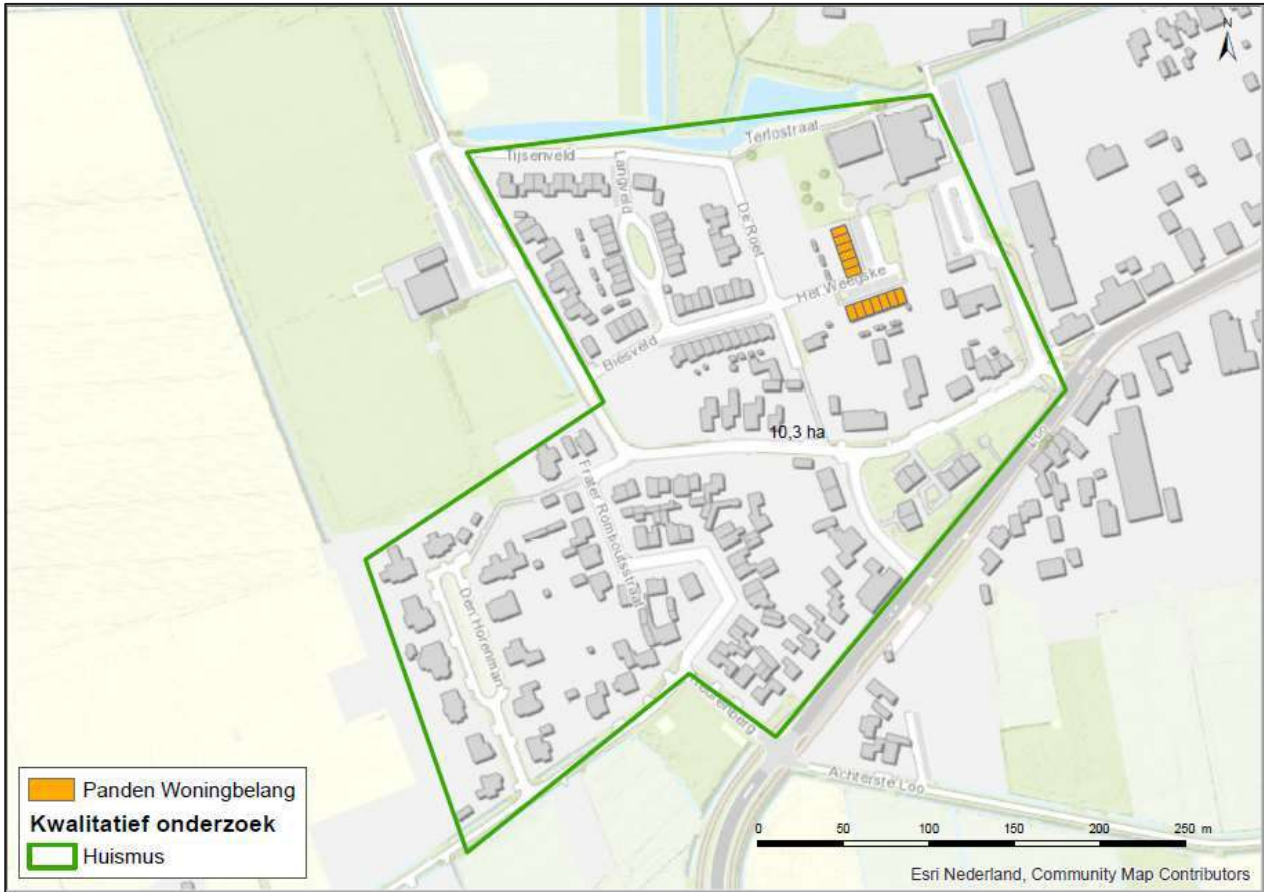 N
Terlostraat
Tijsenveld
Langveld
De Roef
Het Weegske
Biesveld
Loo
10,3 ha
Frater Romboutsstraat
Den Horenman
Achterste Loo
Panden Woningbelang
Kwalitatief onderzoek
Huismus
0 50 100 150 200 250 m
Esri Nederland, Community Map Contributors